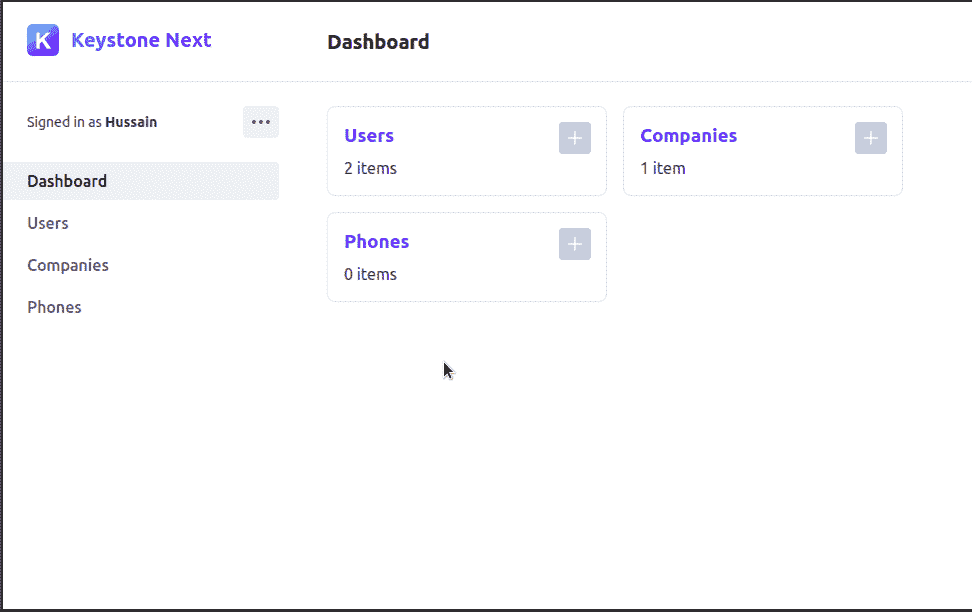 K Keystone Next
Dashboard
Signed in as Hussain
Dashboard
Users
Companies
Phones
Users
2 items
Companies
1 item
Phones
0 items